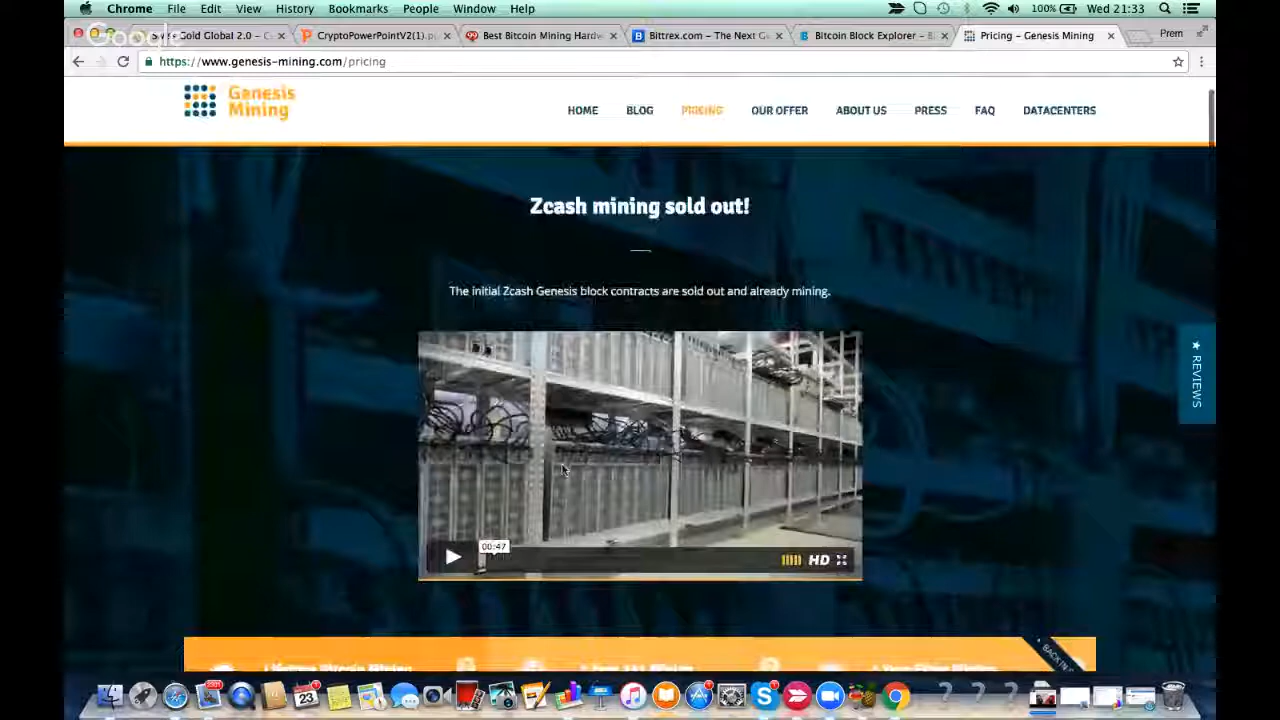 Chrome File Edit View History Bookmarks People Window Help 100% Wed 21:33
Google
Gold Global 2.0 – C
CryptoPowerPointV2(1).p
Best Bitcoin Mining Hardw
Bittrex.com – The Next G
Bitcoin Block Explorer – B
Pricing – Genesis Mining
Prem
https://www.genesis-mining.com/pricing
Genesis
Mining
HOME BLOG PRICING OUR OFFER ABOUT US PRESS FAQ DATACENTERS
Zcash mining sold out!
The initial Zcash Genesis block contracts are sold out and already mining.
★ REVIEWS
00:47
HD
23